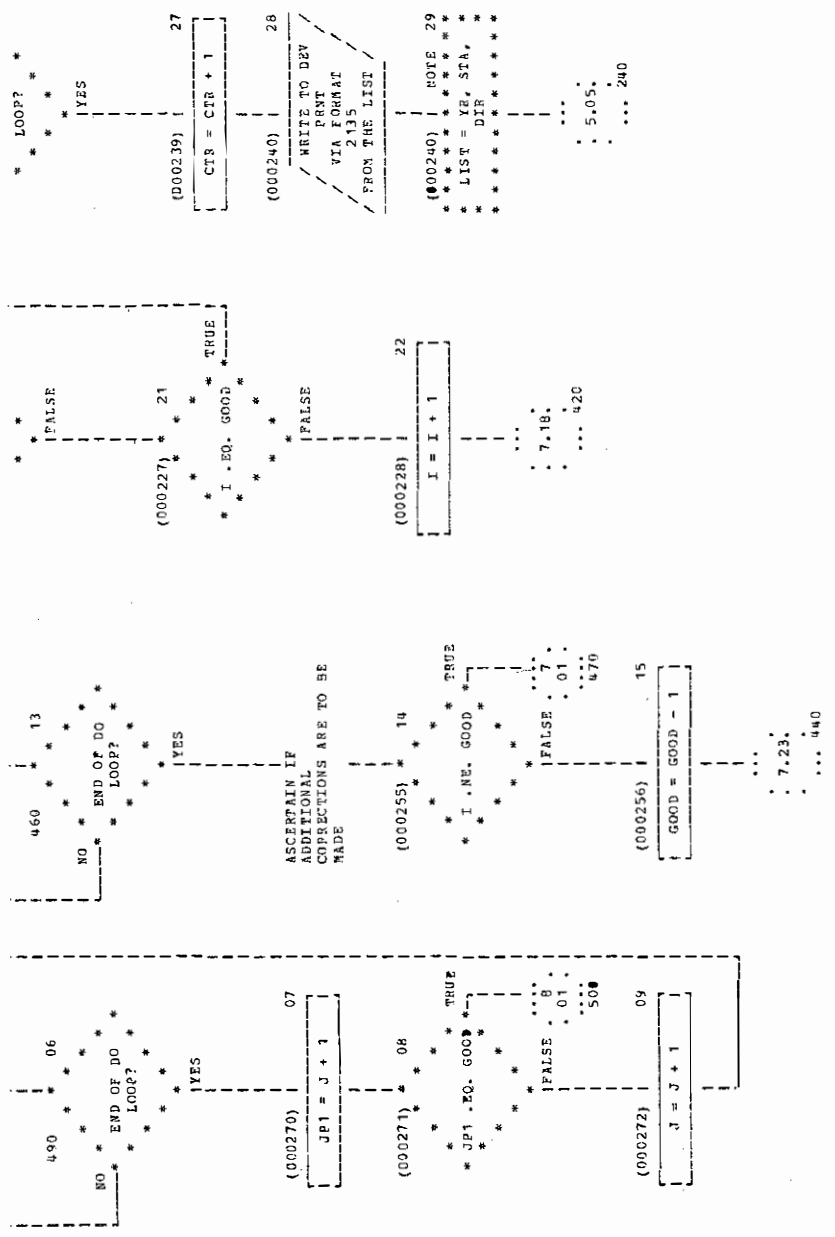 490 06
NO
END OF DO
LOOP?
YES
(000270) 07
JP1 = J + 1
(000271) 08
JP1 .EQ. GOOD
TRUE
FALSE
8
01
500
(000272) 09
J = J + 1
460 13
NO
END OF DO
LOOP?
YES
ASCERTAIN IF
ADDITIONAL
CORRECTIONS ARE TO BE
MADE
(000255) 14
I .NE. GOOD
TRUE
FALSE
7
01
470
(000256) 15
GOOD = GOOD - 1
7.23
440
FALSE
(000227) 21
I .EQ. GOOD
TRUE
FALSE
(000228) 22
I = I + 1
7.18
420
LOOP?
YES
(000239) 27
CTR = CTR + 1
(000240) 28
WRITE TO DEV
PRNT
VIA FORMAT
2135
FROM THE LIST
(000240) NOTE 29
LIST = YR, STA,
DIR
5.05
240